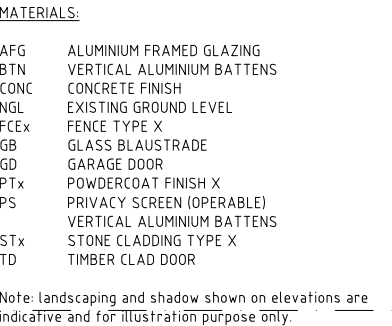 MATERIALS:
AFG ALUMINIUM FRAMED GLAZING
BTN VERTICAL ALUMINIUM BATTENS
CONC CONCRETE FINISH
NGL EXISTING GROUND LEVEL
FCEx FENCE TYPE X
GB GLASS BLAUSTRADE
GD GARAGE DOOR
PTx POWDERCOAT FINISH X
PS PRIVACY SCREEN (OPERABLE)
VERTICAL ALUMINIUM BATTENS
STx STONE CLADDING TYPE X
TD TIMBER CLAD DOOR
Note: landscaping and shadow shown on elevations are
indicative and for illustration purpose only.